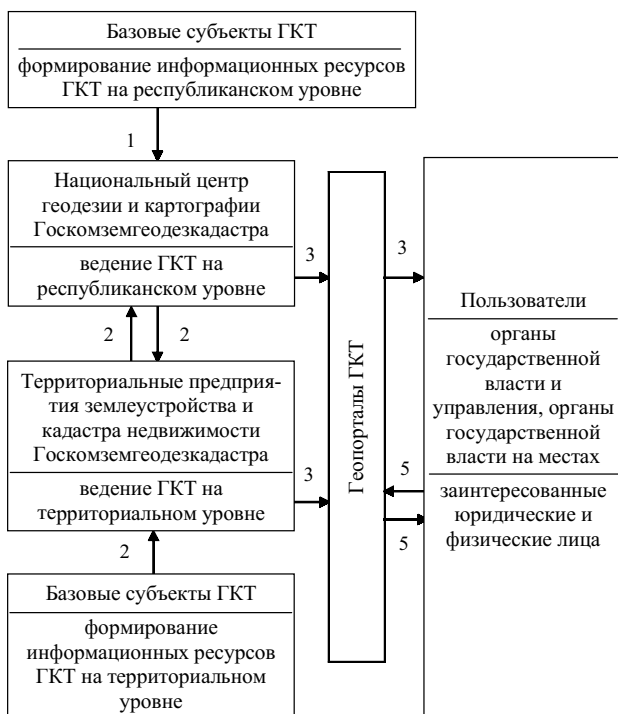 Базовые субъекты ГКТ
формирование информационных ресурсов
ГКТ на республиканском уровне
1
Национальный центр
геодезии и картографии
Госкомземгеодезкадастра
ведение ГКТ на
республиканском уровне
3
3
2
2
Территориальные предприя-
тия землеустройства и
кадастра недвижимости
Госкомземгеодезкадастра
ведение ГКТ на
территориальном уровне
3
2
Базовые субъекты ГКТ
формирование
информационных ресурсов
ГКТ на территориальном
уровне
Геопорталы ГКТ
Пользователи
органы
государственной
власти и
управления, органы
государственной
власти на местах
5
заинтересованные
юридические и
физические лица
5